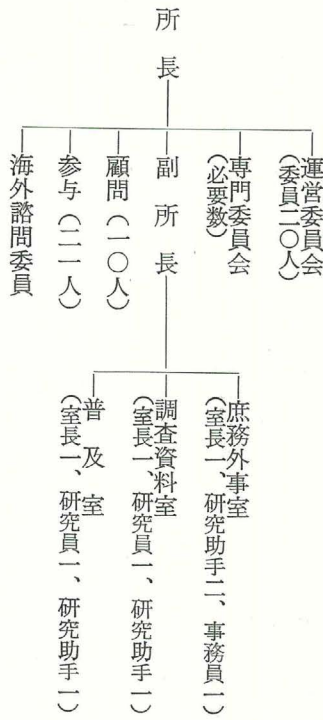 所長
運営委員会
(委員二〇人)
専門委員会
(必要数)
副所長
顧問(一〇人)
参与(二一人)
海外諮問委員
庶務外事室
(室長一、研究助手二、事務員一)
調査資料室
(室長一、研究員一、研究助手一)
普及室
(室長一、研究員一、研究助手一)